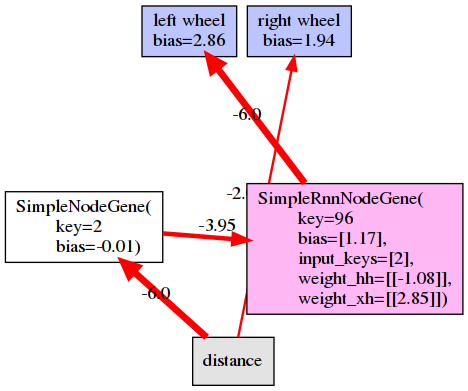 left wheel
bias=2.86
right wheel
bias=1.94
-6.0
-2.
SimpleNodeGene(
key=2
bias=-0.01)
-3.95
SimpleRnnNodeGene(
key=96
bias=[1.17],
input_keys=[2],
weight_hh=[[-1.08]],
weight_xh=[[2.85]])
-6.0
distance